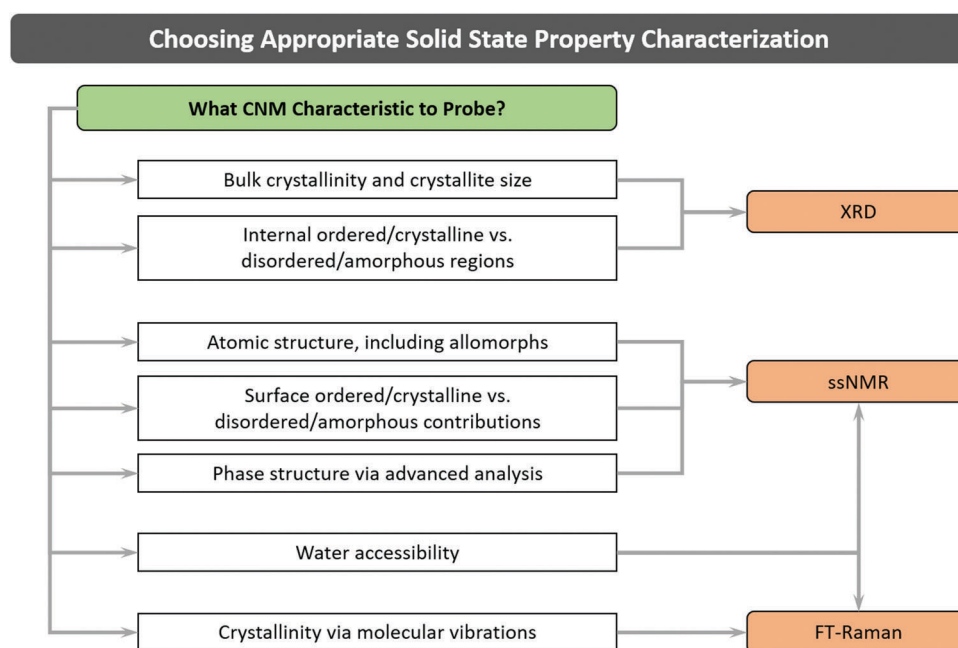 Choosing Appropriate Solid State Property Characterization
What CNM Characteristic to Probe?
Bulk crystallinity and crystallite size
XRD
Internal ordered/crystalline vs.
disordered/amorphous regions
Atomic structure, including allomorphs
ssNMR
Surface ordered/crystalline vs.
disordered/amorphous contributions
Phase structure via advanced analysis
Water accessibility
Crystallinity via molecular vibrations
FT-Raman